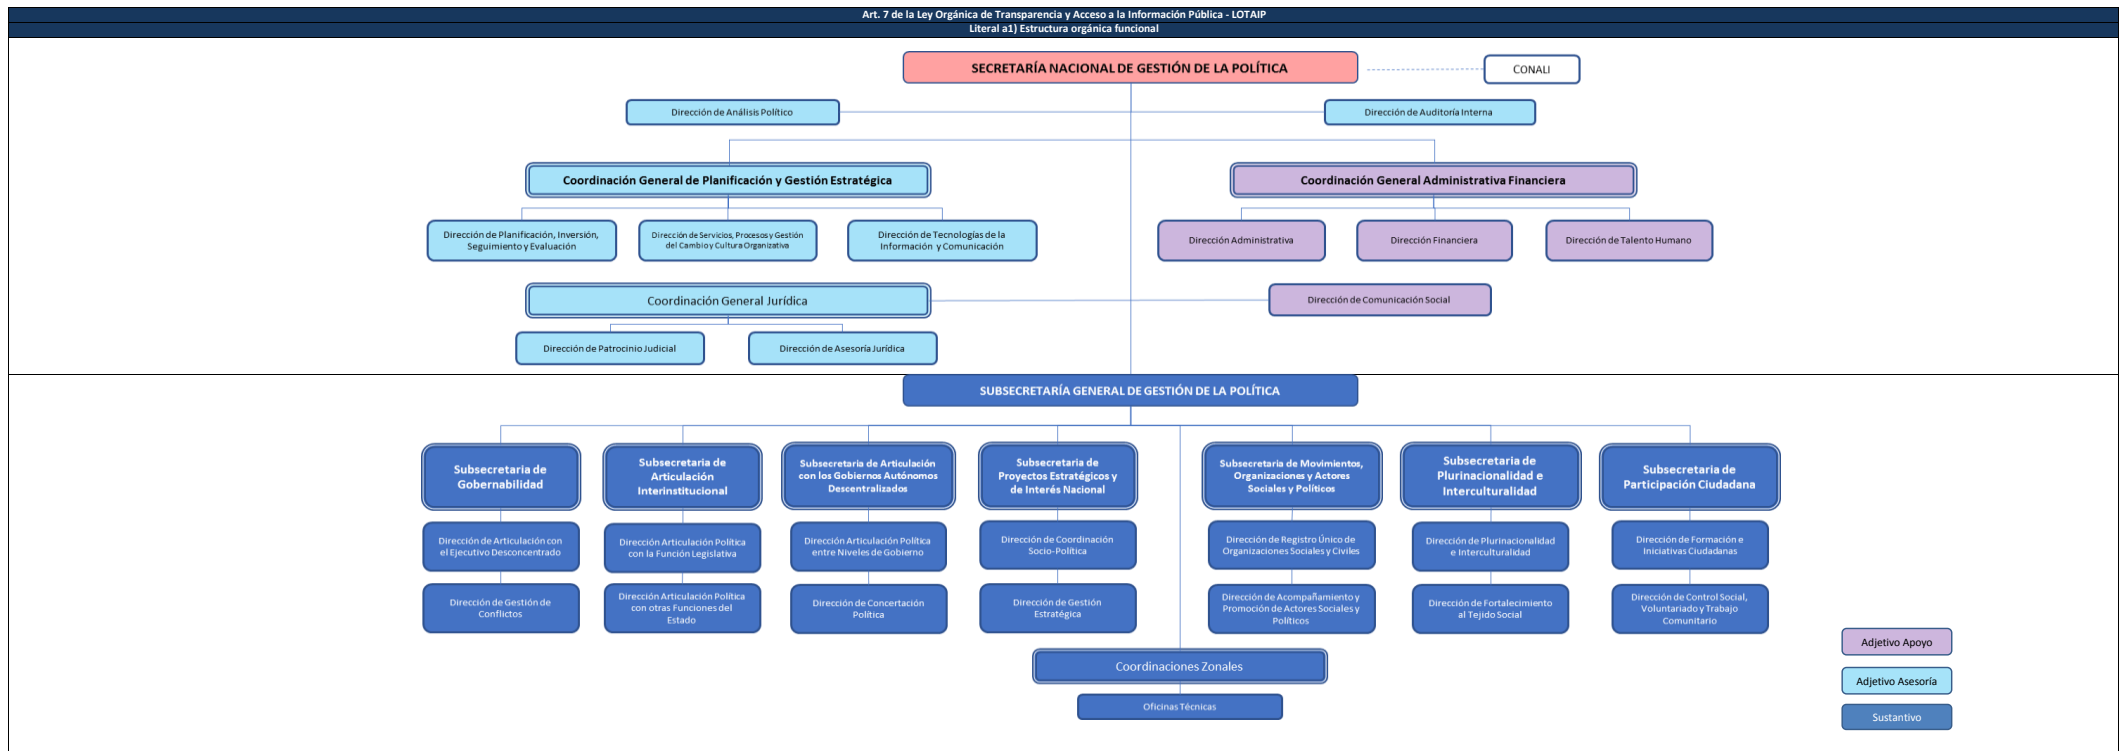 Art. 7 de la Ley Orgánica de Transparencia y Acceso a la Información Pública - LOTAIP
Literal a1) Estructura orgánica funcional
SECRETARÍA NACIONAL DE GESTIÓN DE LA POLÍTICA
CONALI
Dirección de Análisis Político
Dirección de Auditoría Interna
Coordinación General de Planificación y Gestión Estratégica
Coordinación General Administrativa Financiera
Dirección de Planificación, Inversión,
Seguimiento y Evaluación
Dirección de Servicios, Procesos y Gestión
del Cambio y Cultura Organizativa
Dirección de Tecnologías de la
Información y Comunicación
Dirección Administrativa
Dirección Financiera
Dirección de Talento Humano
Coordinación General Jurídica
Dirección de Comunicación Social
Dirección de Patrocinio Judicial
Dirección de Asesoría Jurídica
SUBSECRETARÍA GENERAL DE GESTIÓN DE LA POLÍTICA
Subsecretaria de
Gobernabilidad
Subsecretaria de
Articulación
Interinstitucional
Subsecretaria de Articulación
con los Gobiernos Autónomos
Descentralizados
Subsecretaria de
Proyectos Estratégicos y
de Interés Nacional
Subsecretaria de Movimientos,
Organizaciones y Actores
Sociales y Políticos
Subsecretaria de
Plurinacionalidad e
Interculturalidad
Subsecretaria de
Participación Ciudadana
Dirección de Articulación con
el Ejecutivo Desconcentrado
Dirección Articulación Política
con la Función Legislativa
Dirección Articulación Política
entre Niveles de Gobierno
Dirección de Coordinación
Socio-Política
Dirección de Registro Único de
Organizaciones Sociales y Civiles
Dirección de Plurinacionalidad
e Interculturalidad
Dirección de Formación e
Iniciativas Ciudadanas
Dirección de Gestión de
Conflictos
Dirección Articulación Política
con otras Funciones del
Estado
Dirección de Concertación
Política
Dirección de Gestión
Estratégica
Dirección de Acompañamiento y
Promoción de Actores Sociales y
Políticos
Dirección de Fortalecimiento
al Tejido Social
Dirección de Control Social,
Voluntariado y Trabajo
Comunitario
Coordinaciones Zonales
Oficinas Técnicas
Adjetivo Apoyo
Adjetivo Asesoría
Sustantivo